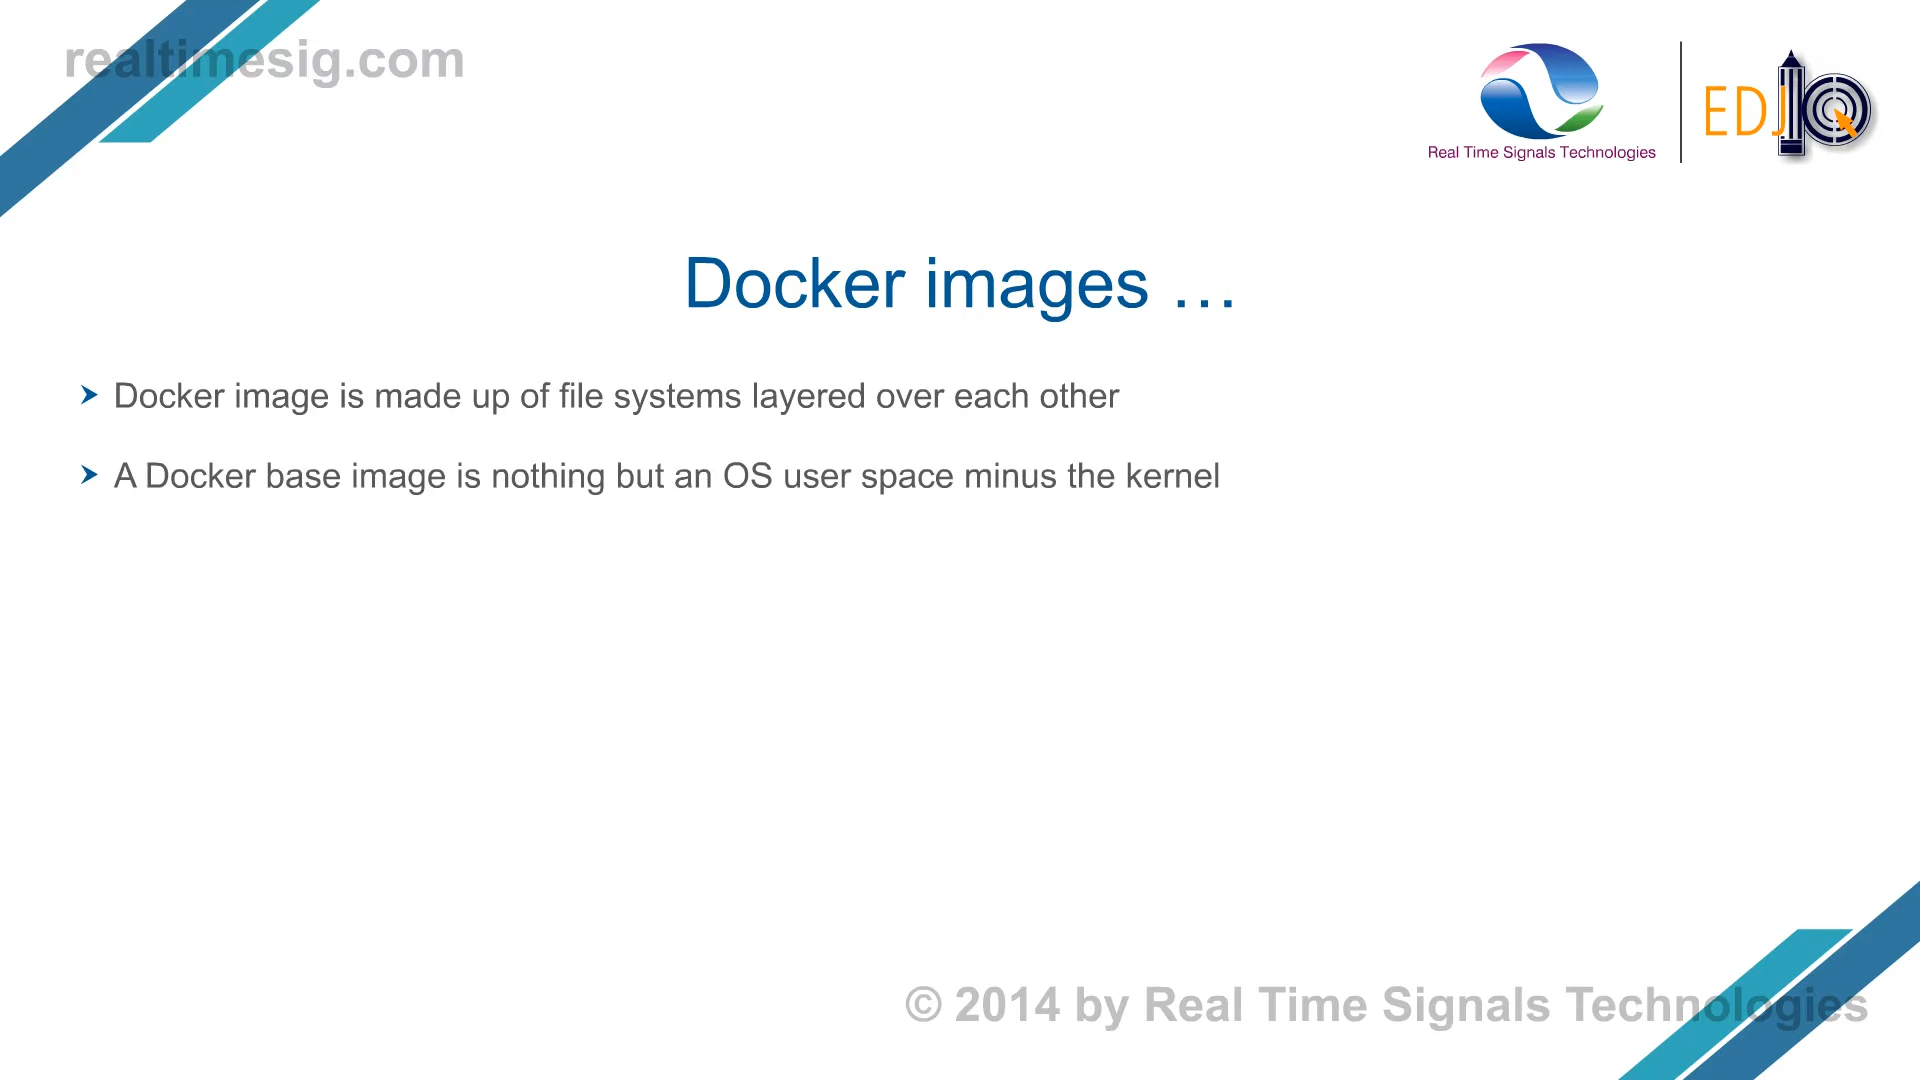 realtimesig.com
Real Time Signals Technologies
EDJIQ
Docker images …
Docker image is made up of file systems layered over each other
A Docker base image is nothing but an OS user space minus the kernel
© 2014 by Real Time Signals Technologies